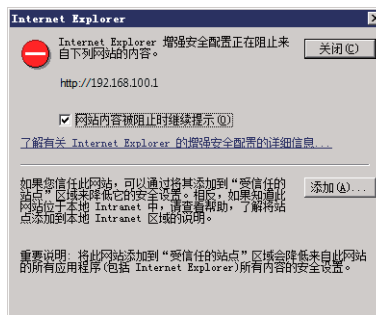 Internet Explorer
Internet Explorer 增强安全配置正在阻止来
自下列网站的内容。
关闭(C)
http://192.168.100.1
网站内容被阻止时继续提示(O)
了解有关 Internet Explorer 的增强安全配置的详细信息...
如果您信任此网站，可以通过将其添加到“受信任的
站点”区域来降低它的安全设置。相反，如果知道此
网站位于本地 Intranet 中，请查看帮助，了解将站
点添加到本地 Intranet 区域的说明。
添加(A)...
重要说明: 将此网站添加到“受信任的站点”区域会降低来自此网站
的所有应用程序(包括 Internet Explorer)所有内容的安全设置。